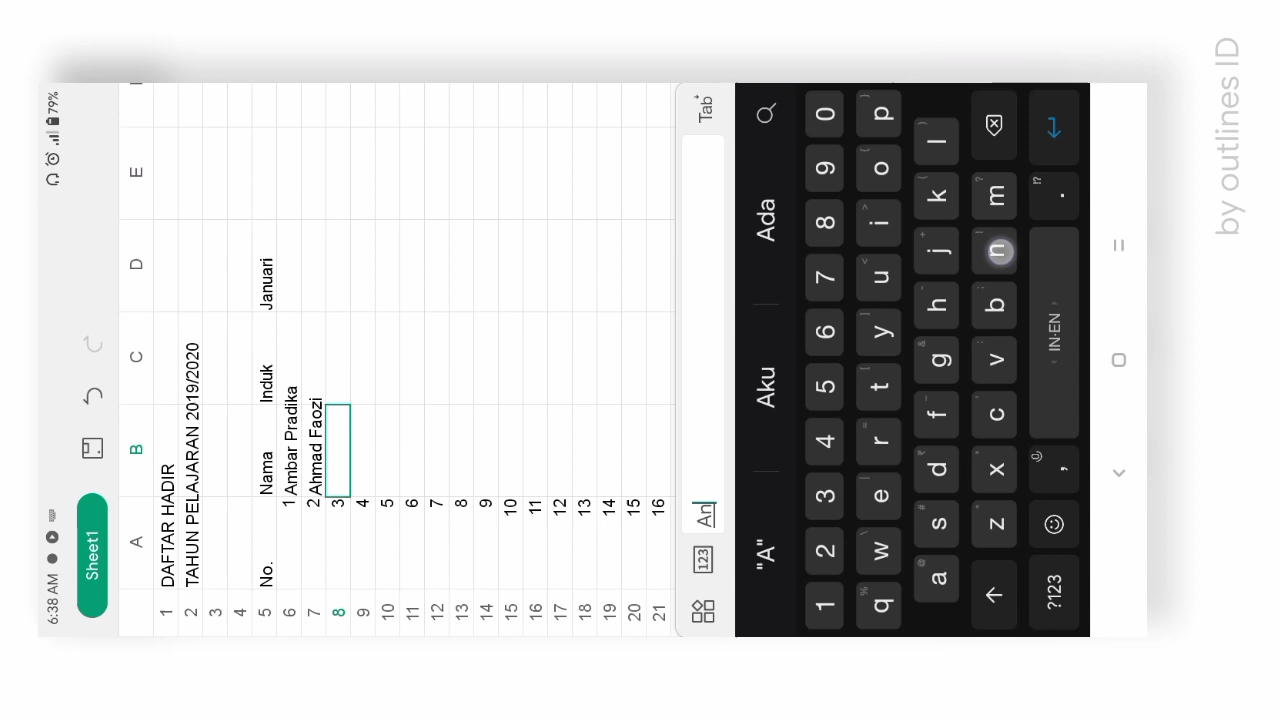 6:38 AM 79%
Sheet1
A B C D E
1 DAFTAR HADIR
2 TAHUN PELAJARAN 2019/2020
3
4
5 No. Nama Induk Januari
6 1 Ambar Pradika
7 2 Ahmad Faozi
8 3
9 4
10 5
11 6
12 7
13 8
14 9
15 10
16 11
17 12
18 13
19 14
20 15
21 16
123 An Tab
"A" Aku Ada
1 2 3 4 5 6 7 8 9 0
q w e r t y u i o p
a s d f g h j k l
z x c v b n m
?123 , IN·EN . !?
by outlines ID